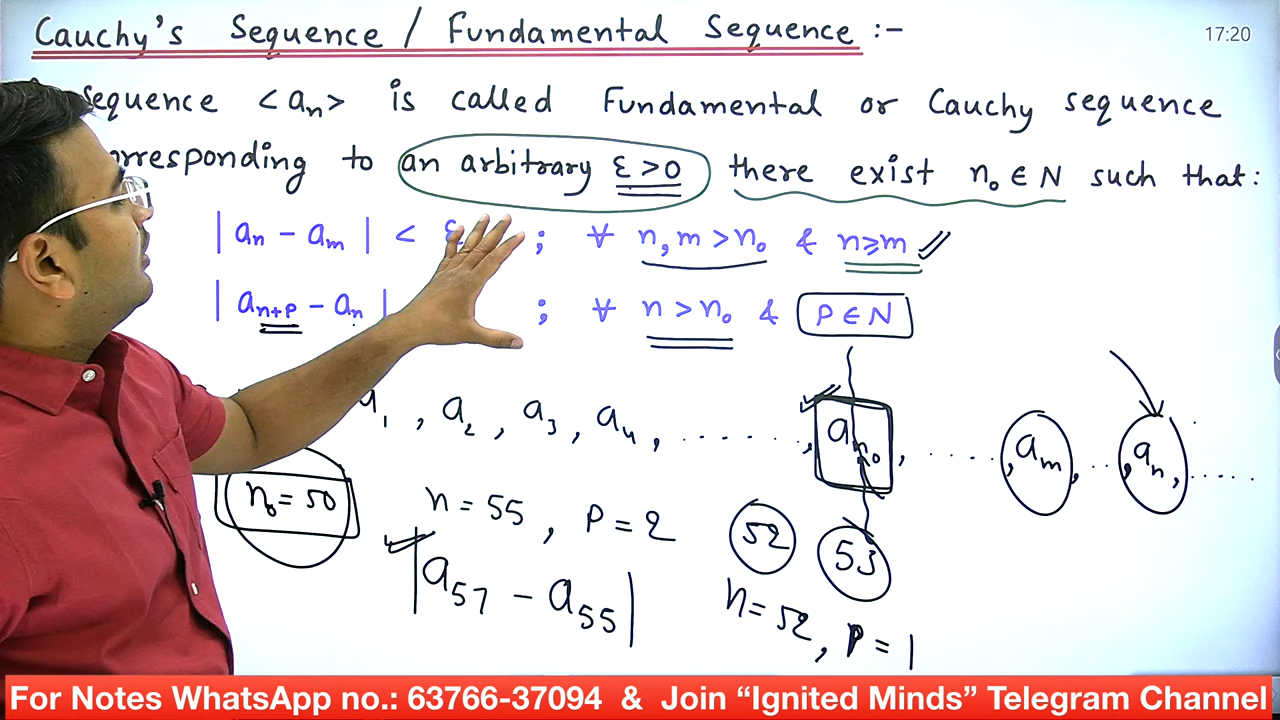 Cauchy's Sequence / Fundamental Sequence :-
17:20
sequence <an> is called Fundamental or Cauchy sequence
corresponding to an arbitrary ε>0 there exist n₀ ∈ N such that:
| aₙ - aₘ | < ε ; ∀ n,m > n₀ & n ≥ m
| aₙ₊ₚ - aₙ | ; ∀ n > n₀ & P ∈ N
a₁ , a₂ , a₃ , a₄ , ....... , aₙ₀ , ..... , aₘ , .. , aₙ , .....
n₀ = 50
n = 55 , P = 2
52
53
|a₅₇ - a₅₅|
n = 52 , P = 1
For Notes WhatsApp no.: 63766-37094 & Join “Ignited Minds” Telegram Channel